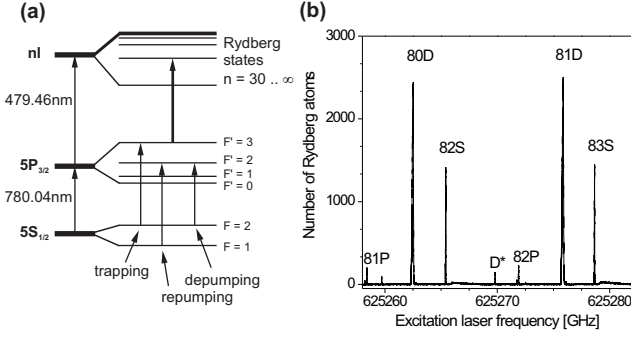 (a)
nl
Rydberg
states
n = 30 .. ∞
479.46nm
F' = 3
F' = 2
F' = 1
F' = 0
5P3/2
780.04nm
5S1/2
F = 2
F = 1
trapping
repumping
depumping
(b)
Number of Rydberg atoms
3000
2000
1000
0
80D
81D
82S
83S
81P
D*
82P
625260
625270
625280
Excitation laser frequency [GHz]